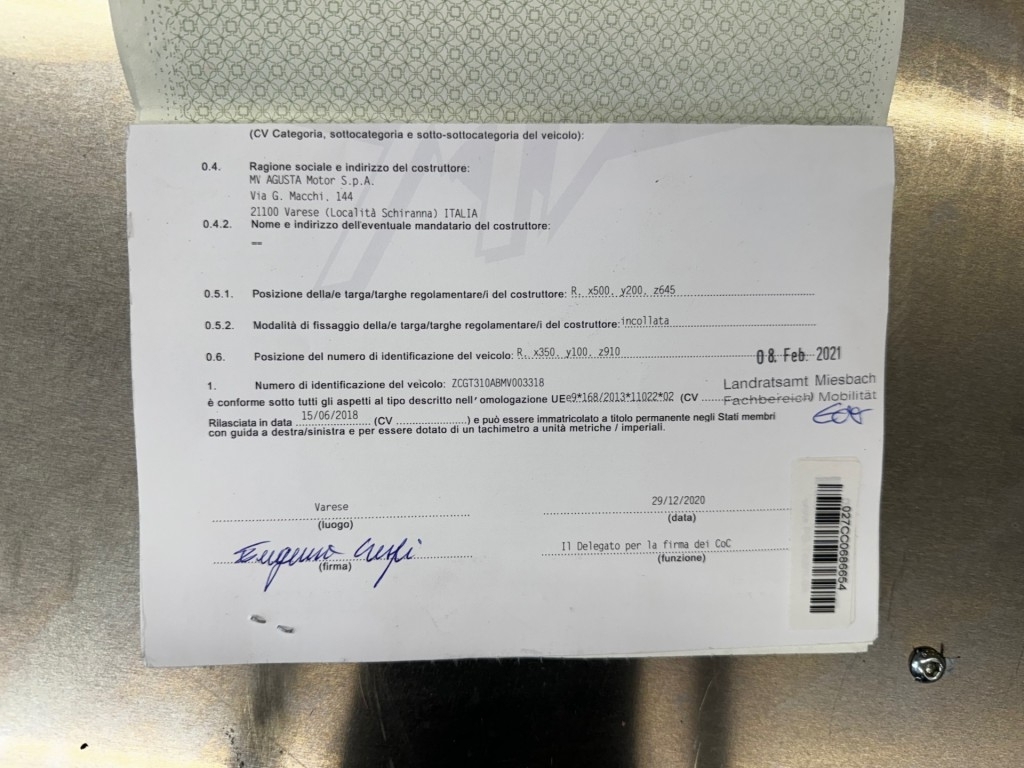 (CV Categoria, sottocategoria e sotto-sottocategoria del veicolo):
0.4. Ragione sociale e indirizzo del costruttore:
MV AGUSTA Motor S.p.A.
Via G. Macchi, 144
21100 Varese (Località Schiranna) ITALIA
0.4.2. Nome e indirizzo dell'eventuale mandatario del costruttore:
--
0.5.1. Posizione della/e targa/targhe regolamentare/i del costruttore: R, x500, y200, z645
0.5.2. Modalità di fissaggio della/e targa/targhe regolamentare/i del costruttore: incollata
0.6. Posizione del numero di identificazione del veicolo: R, x350, y100, z910
08. Feb. 2021
1. Numero di identificazione del veicolo: ZCGT310ABMV003318
Landratsamt Miesbach
è conforme sotto tutti gli aspetti al tipo descritto nell' omologazione UE e9*168/2013*11022*02 (CV ..........)
Fachbereich Mobilität
Rilasciata in data 15/06/2018 (CV ..........) e può essere immatricolato a titolo permanente negli Stati membri
con guida a destra/sinistra e per essere dotato di un tachimetro a unità metriche / imperiali.
Varese 29/12/2020
(luogo) (data)
Eugenio Crespi Il Delegato per la firma dei CoC
(firma) (funzione)
027CC0686654
MV